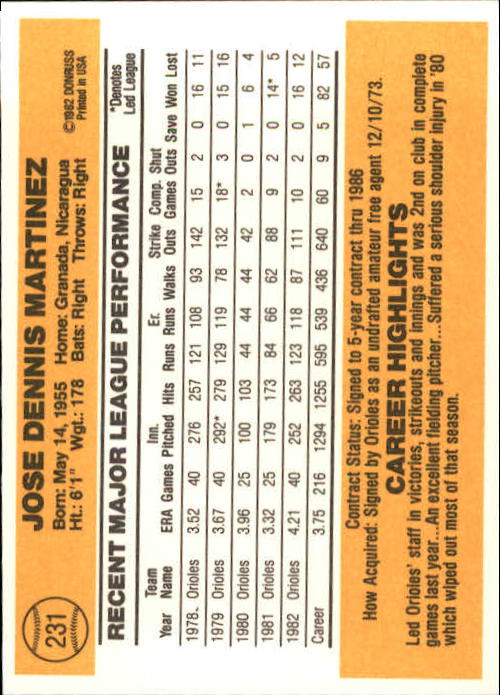 231
JOSE DENNIS MARTINEZ
©1982 DONRUSS
Printed in USA
Born: May 14, 1955 Home: Granada, Nicaragua
Ht.: 6'1" Wgt.: 178 Bats: Right Throws: Right
RECENT MAJOR LEAGUE PERFORMANCE
*Denotes
Led League
Team Inn. Er. Strike Comp. Shut
Year Name ERA Games Pitched Hits Runs Runs Walks Outs Games Outs Save Won Lost
1978 Orioles 3.52 40 276 257 121 108 93 142 15 2 0 16 11
1979 Orioles 3.67 40 292* 279 129 119 78 132 18* 3 0 15 16
1980 Orioles 3.96 25 100 103 44 44 44 42 2 0 1 6 4
1981 Orioles 3.32 25 179 173 84 66 62 88 9 2 0 14* 5
1982 Orioles 4.21 40 252 263 123 118 87 111 10 2 0 16 12
Career 3.75 216 1294 1255 595 539 436 640 60 9 5 82 57
Contract Status: Signed to 5-year contract thru 1986
How Acquired: Signed by Orioles as an undrafted amateur free agent 12/10/73.
CAREER HIGHLIGHTS
Led Orioles' staff in victories, strikeouts and innings and was 2nd on club in complete
games last year...An excellent fielding pitcher...Suffered a serious shoulder injury in '80
which wiped out most of that season.